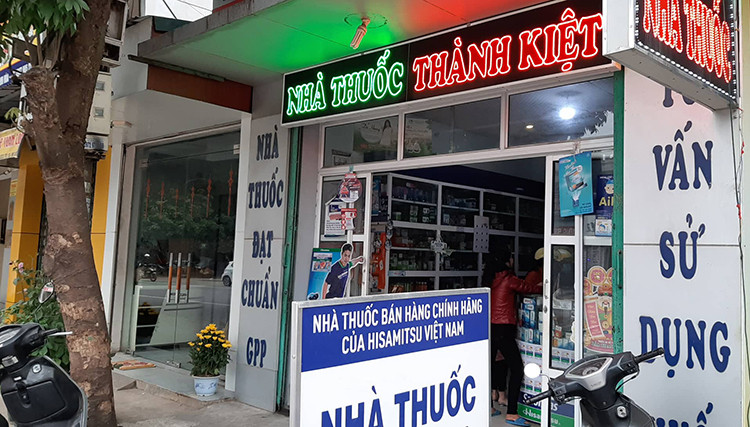 NHÀ THUỐC THÀNH KIỆT
NHÀ THUỐC
NHÀ
THUỐC
ĐẠT
CHUẨN
GPP
TƯ
VẤN
SỬ
DỤNG
NHÀ THUỐC BÁN HÀNG CHÍNH HÃNG
CỦA HISAMITSU VIỆT NAM
NHÀ THUỐC